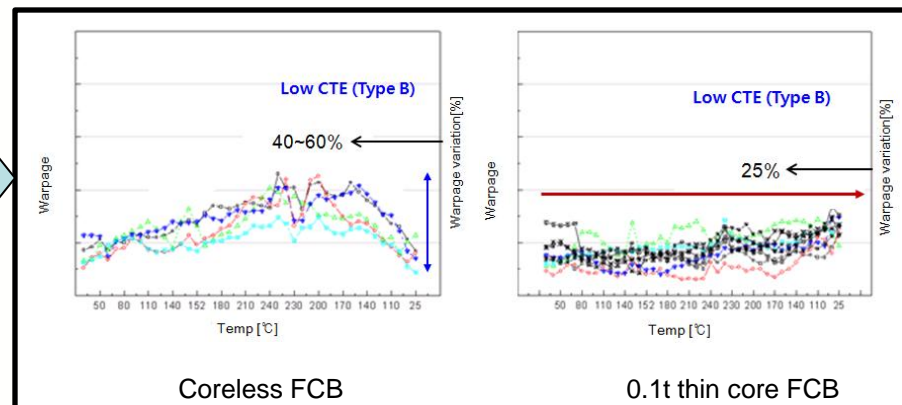 Low CTE (Type B)
40~60%
Warpage
Warpage variation[%]
50 80 110 140 152 180 210 240 230 200 170 140 110 25
Temp [℃]
Coreless FCB
Low CTE (Type B)
25%
Warpage
Warpage variation[%]
50 80 110 140 152 180 210 240 230 200 170 140 110 25
Temp [℃]
0.1t thin core FCB